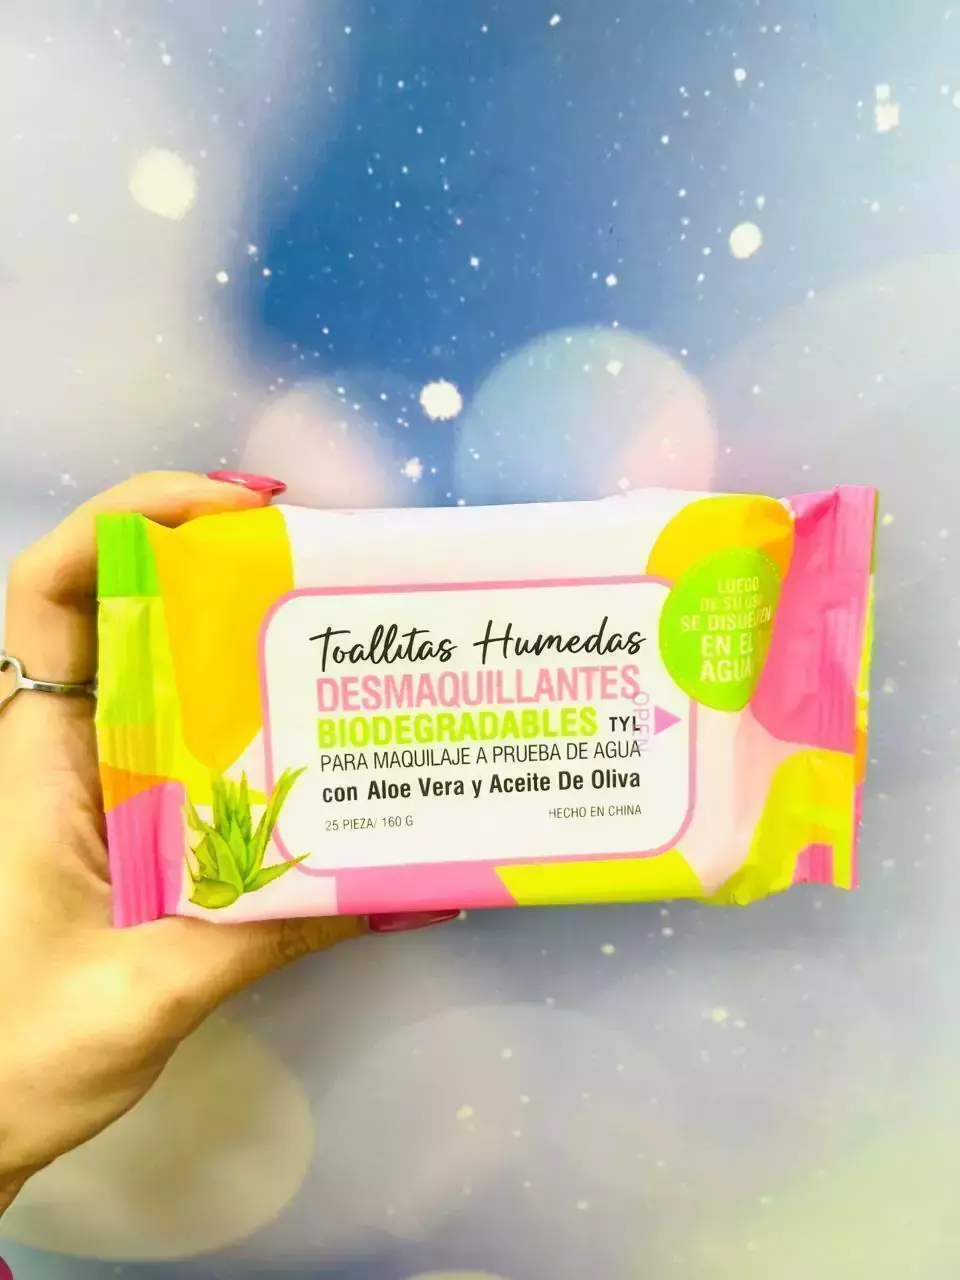 Toallitas Humedas
DESMAQUILLANTES
BIODEGRADABLES TYL
PARA MAQUILAJE A PRUEBA DE AGUA
con Aloe Vera y Aceite De Oliva
25 PIEZA/ 160 G
HECHO EN CHINA
OPEN
LUEGO
DE SU USO
SE DISUELVEN
EN EL
AGUA